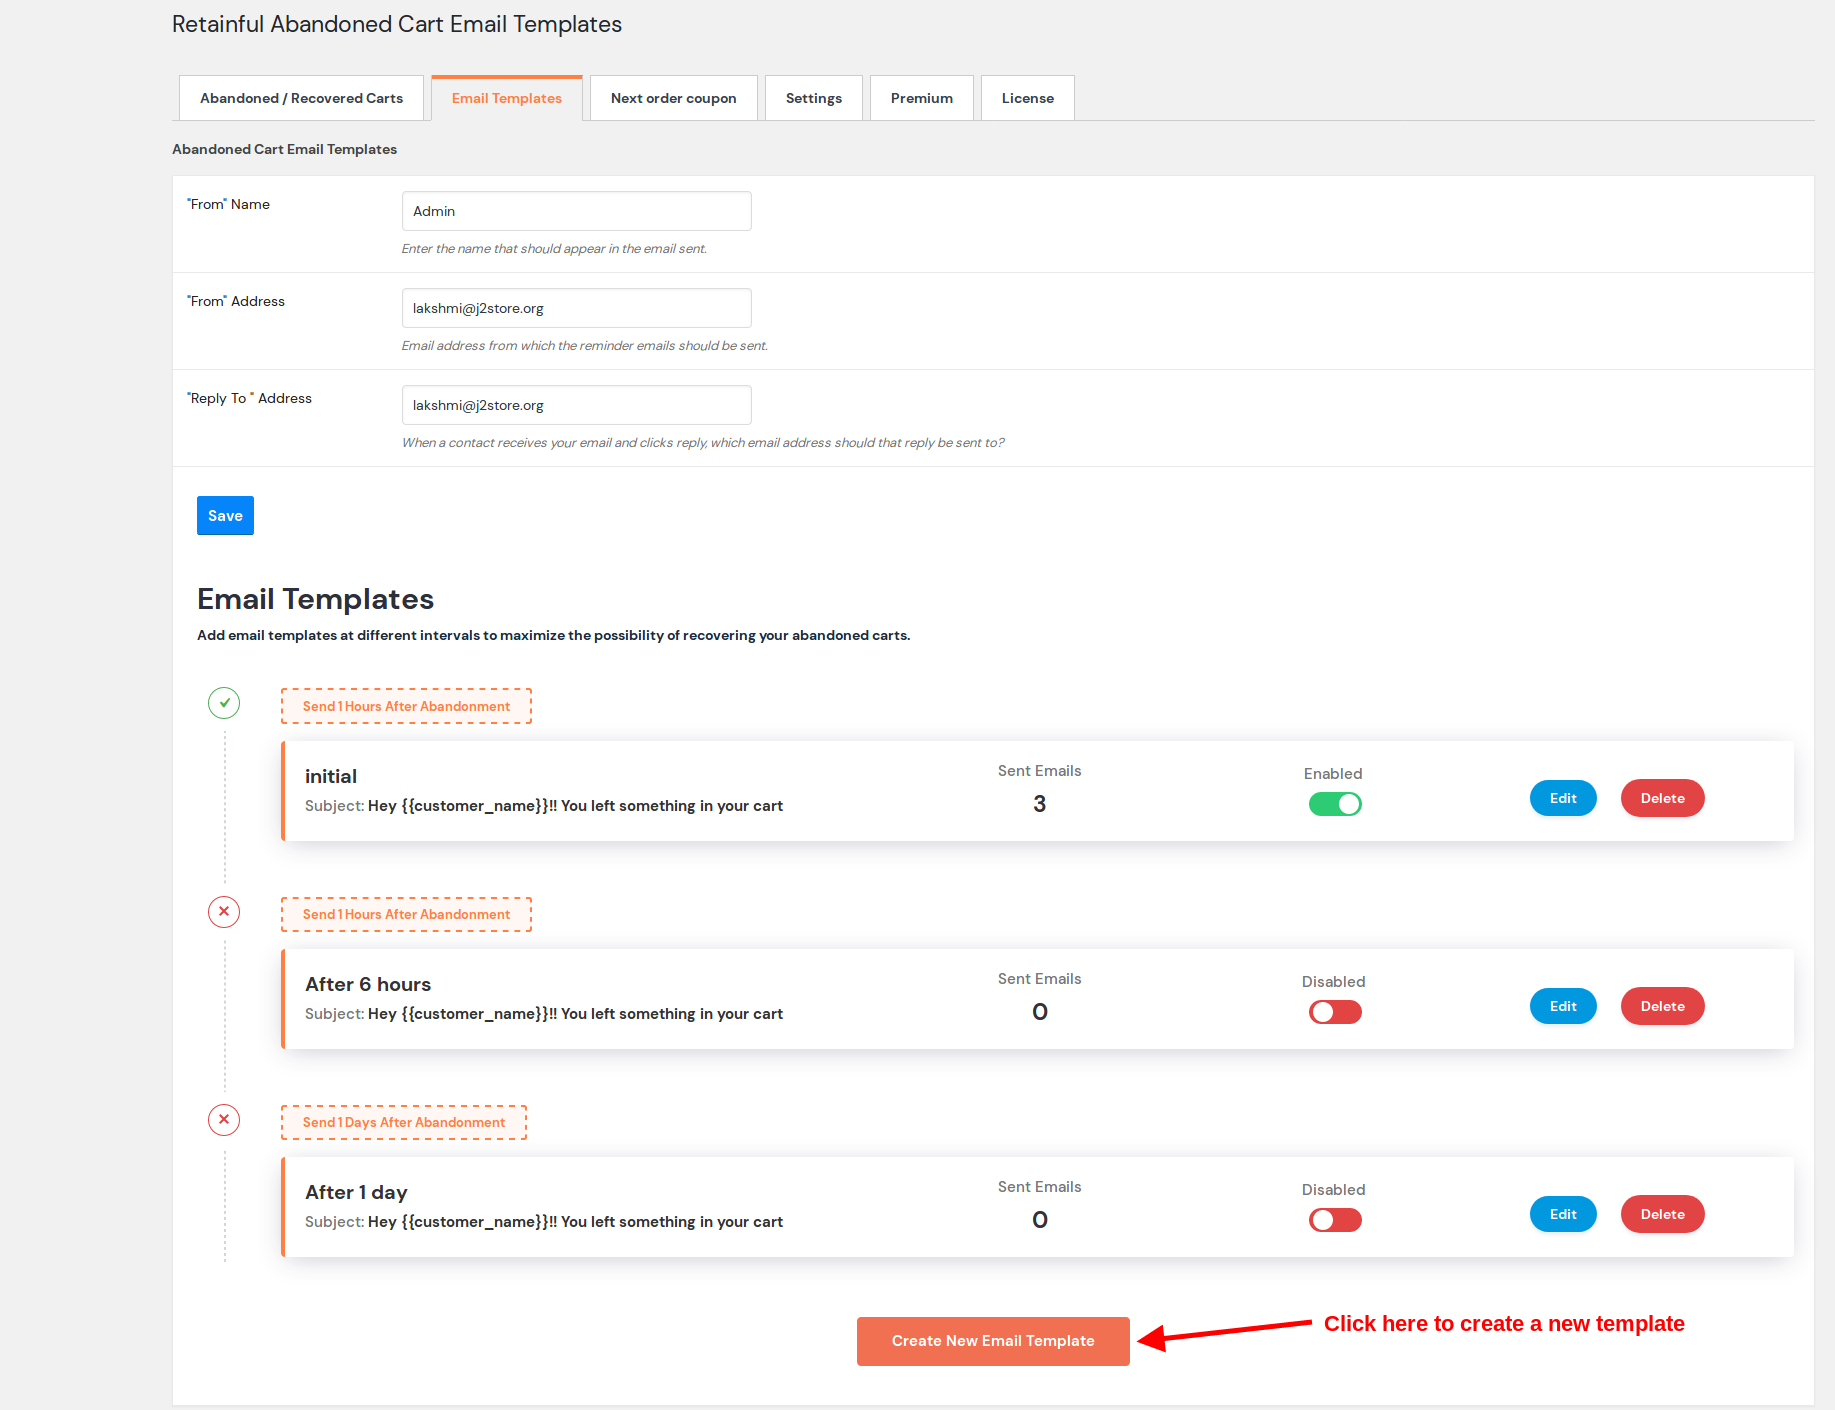 Retainful Abandoned Cart Email Templates
Abandoned / Recovered Carts
Email Templates
Next order coupon
Settings
Premium
License
Abandoned Cart Email Templates
"From" Name
Admin
Enter the name that should appear in the email sent.
"From" Address
lakshmi@j2store.org
Email address from which the reminder emails should be sent.
"Reply To " Address
lakshmi@j2store.org
When a contact receives your email and clicks reply, which email address should that reply be sent to?
Save
Email Templates
Add email templates at different intervals to maximize the possibility of recovering your abandoned carts.
Send 1 Hours After Abandonment
initial
Subject: Hey {{customer_name}}!! You left something in your cart
Sent Emails
3
Enabled
Edit
Delete
Send 1 Hours After Abandonment
After 6 hours
Subject: Hey {{customer_name}}!! You left something in your cart
Sent Emails
0
Disabled
Edit
Delete
Send 1 Days After Abandonment
After 1 day
Subject: Hey {{customer_name}}!! You left something in your cart
Sent Emails
0
Disabled
Edit
Delete
Create New Email Template
Click here to create a new template